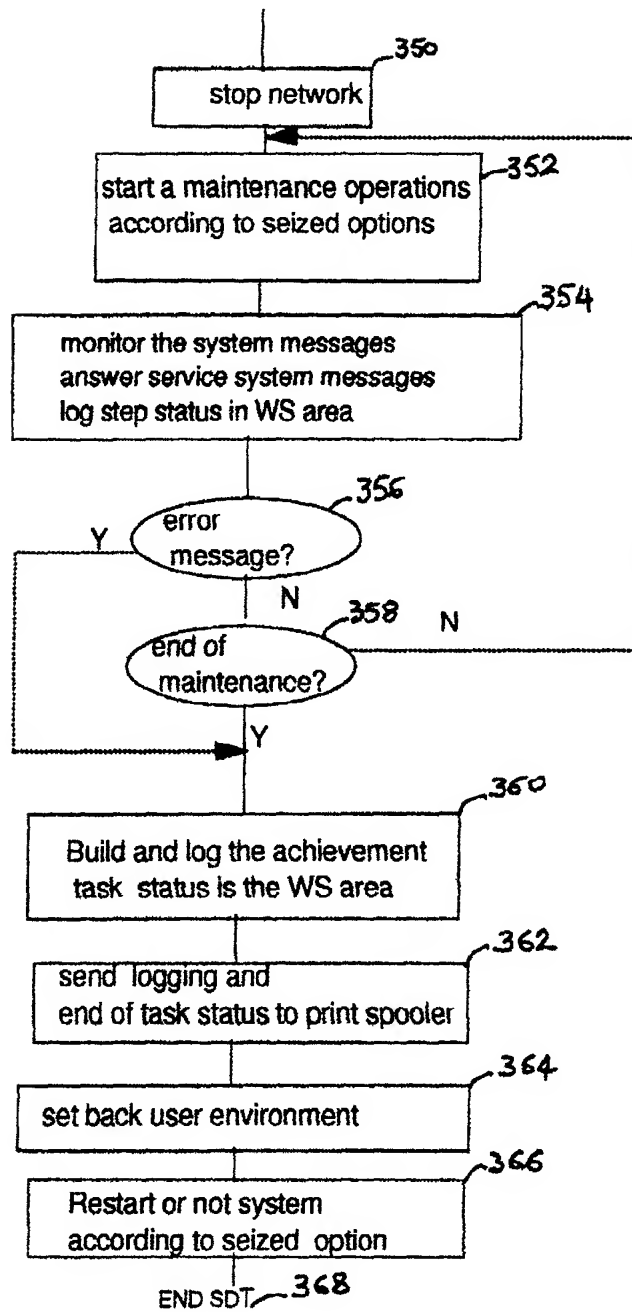 350
stop network
352
start a maintenance operations
according to seized options
354
monitor the system messages
answer service system messages
log step status in WS area
356
error
message?
Y
N
358
N
end of
maintenance?
Y
360
Build and log the achievement
task status is the WS area
362
send logging and
end of task status to print spooler
364
set back user environment
366
Restart or not system
according to seized option
END SDT 368